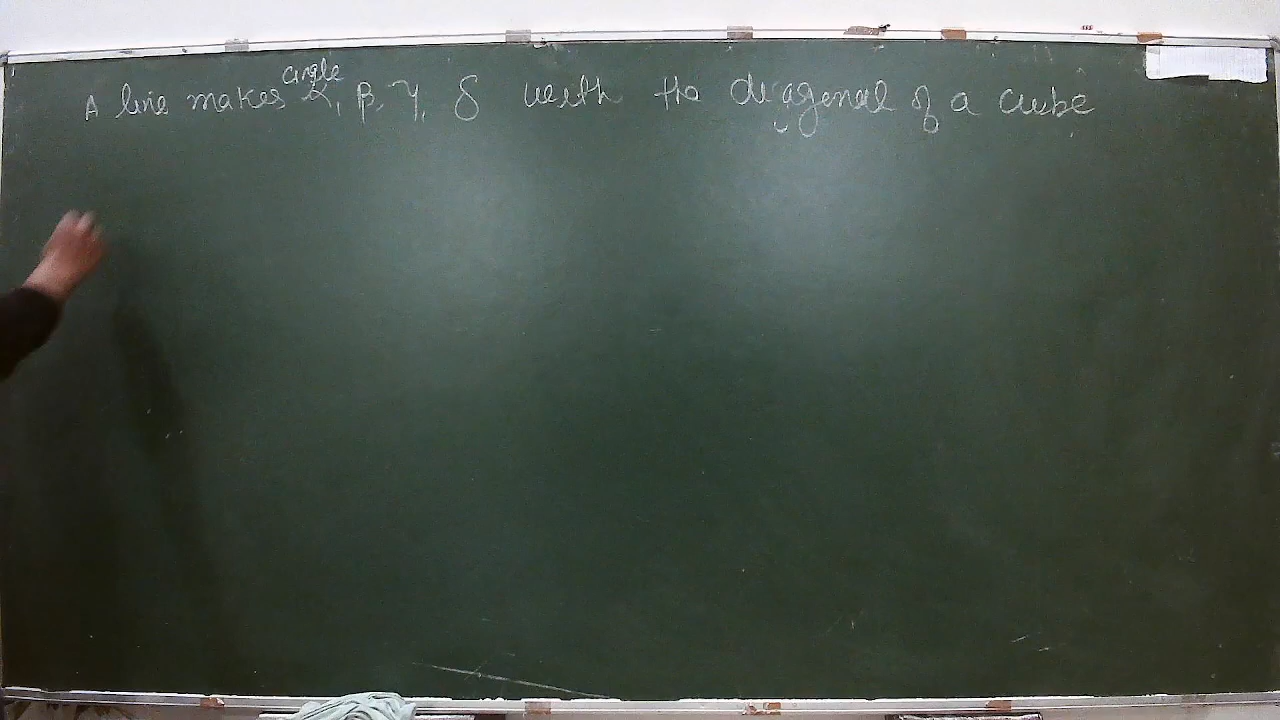 A line makes angle α, β, γ, δ with the diagonal of a cube